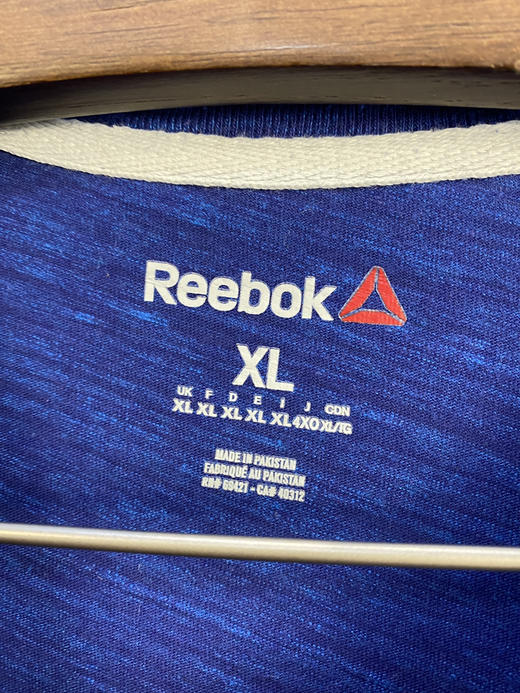 Reebok
XL
UK F D E I J CDN
XL XL XL XL XL 4XO XL/TG
MADE IN PAKISTAN
FABRIQUÉ AU PAKISTAN
RN# 69421 - CA# 40312